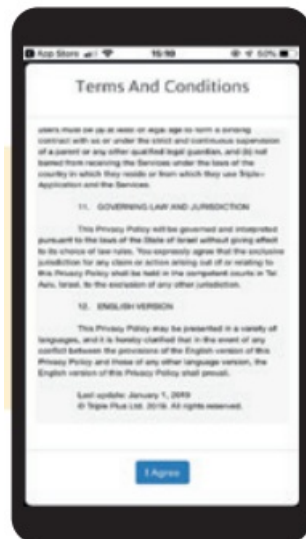 App Store 15:10 50%
Terms And Conditions
users must be (a) at least of legal age to form a binding
contract with us or under the strict and continuous supervision
of a parent or any other qualified legal guardian, and (b) not
barred from receiving the Services under the laws of the
country in which they reside or from which they use Triple+
Application and the Services.
11. GOVERNING LAW AND JURISDICTION
This Privacy Policy will be governed and interpreted
pursuant to the laws of the State of Israel without giving effect
to its choice of law rules. You expressly agree that the exclusive
jurisdiction for any claim or action arising out of or relating to
this Privacy Policy shall be held in the competent courts in Tel
Aviv, Israel, to the exclusion of any other jurisdiction.
12. ENGLISH VERSION
This Privacy Policy may be presented in a variety of
languages, and it is hereby clarified that in the event of any
conflict between the provisions of the English version of this
Privacy Policy and those of any other language version, the
English version of this Privacy Policy shall prevail.
Last update: January 1, 2019
© Triple Plus Ltd. 2019. All rights reserved.
I Agree